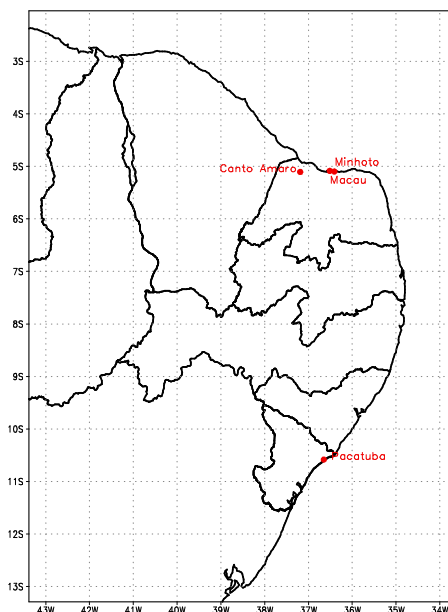 3S
4S
Minhoto
5S
Canto Amaro
Macau
6S
7S
8S
9S
10S
Pacatuba
11S
12S
13S
43W 42W 41W 40W 39W 38W 37W 36W 35W 34W